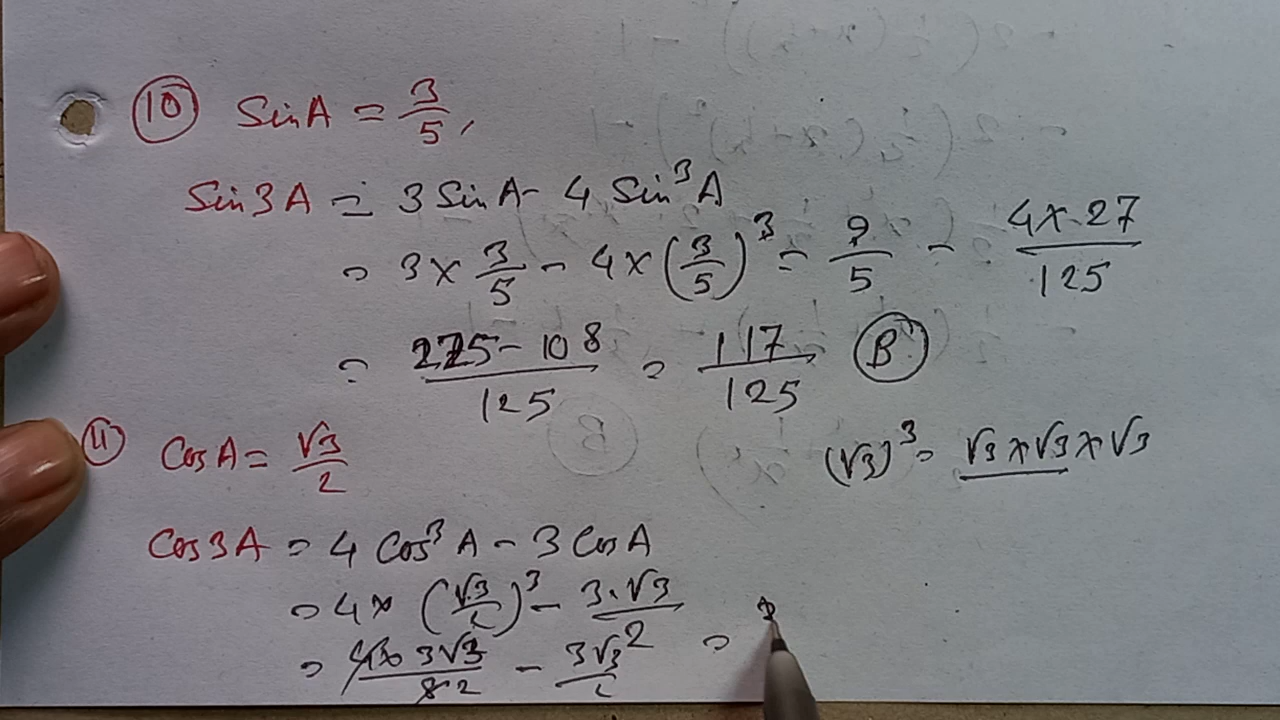 10 SinA = 3/5,
Sin3A = 3 SinA - 4 Sin³A
= 3 × 3/5 - 4 × (3/5)³ = 9/5 - 4 × 27/125
= 225 - 108/125 = 117/125 B
11 CosA = √3/2 (√3)³ = √3 × √3 × √3
Cos3A = 4 Cos³A - 3 CosA
= 4 × (√3/2)³ - 3.√3/2
= 4 × 3√3/8 2 - 3√3/2 =